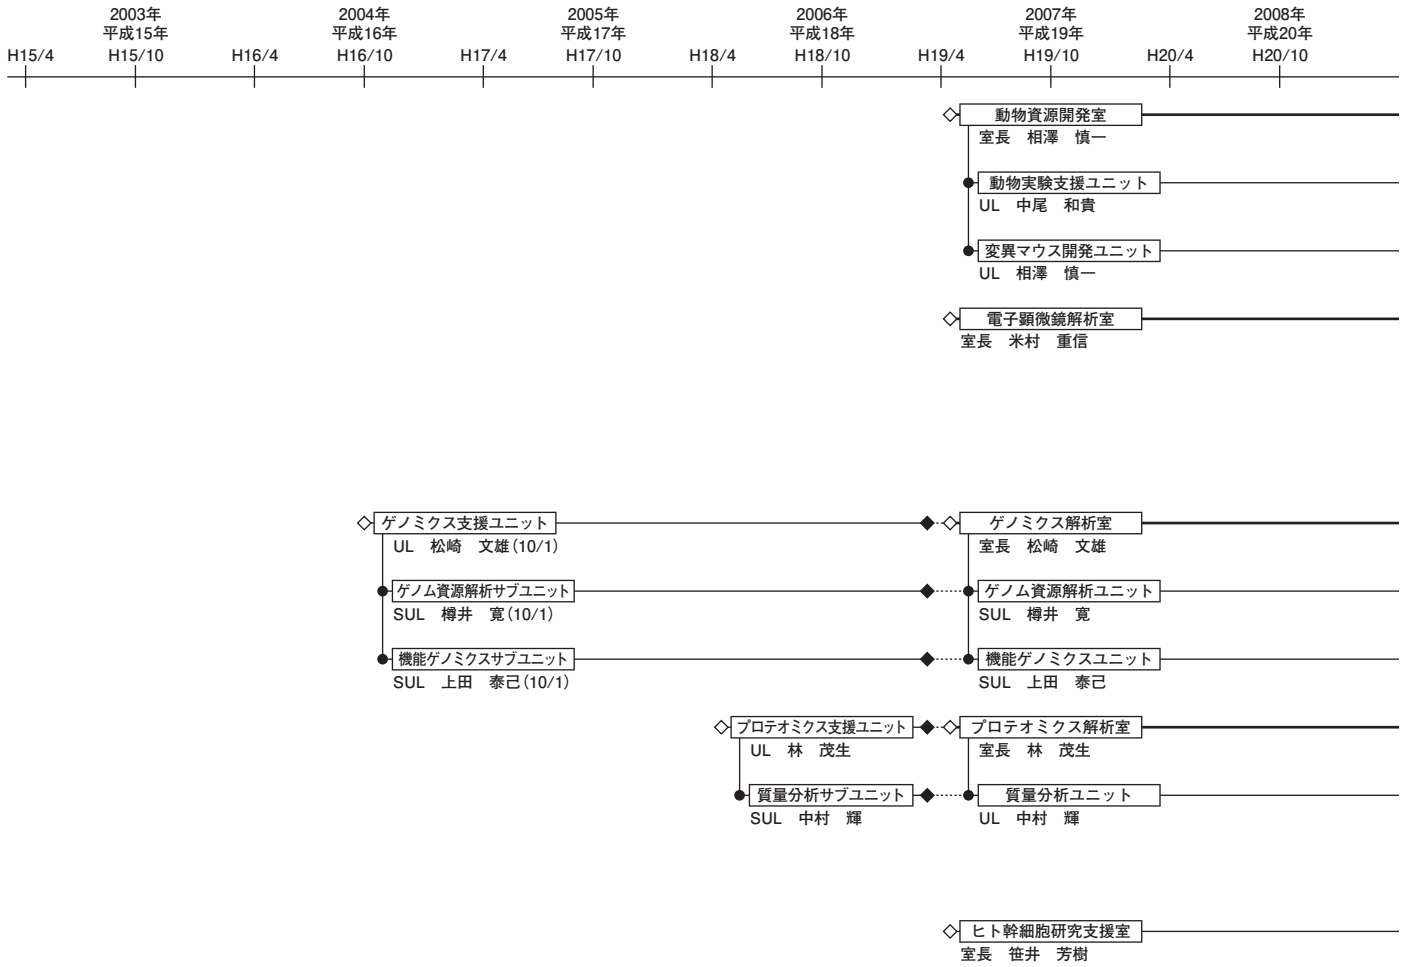 2003年 2004年 2005年 2006年 2007年 2008年
平成15年 平成16年 平成17年 平成18年 平成19年 平成20年
H15/4 H15/10 H16/4 H16/10 H17/4 H17/10 H18/4 H18/10 H19/4 H19/10 H20/4 H20/10
動物資源開発室
室長 相澤 慎一
動物実験支援ユニット
UL 中尾 和貴
変異マウス開発ユニット
UL 相澤 慎一
電子顕微鏡解析室
室長 米村 重信
ゲノミクス支援ユニット ゲノミクス解析室
UL 松崎 文雄(10/1) 室長 松崎 文雄
ゲノム資源解析サブユニット ゲノム資源解析ユニット
SUL 樽井 寛(10/1) SUL 樽井 寛
機能ゲノミクスサブユニット 機能ゲノミクスユニット
SUL 上田 泰己(10/1) SUL 上田 泰己
プロテオミクス支援ユニット プロテオミクス解析室
UL 林 茂生 室長 林 茂生
質量分析サブユニット 質量分析ユニット
SUL 中村 輝 UL 中村 輝
ヒト幹細胞研究支援室
室長 笹井 芳樹